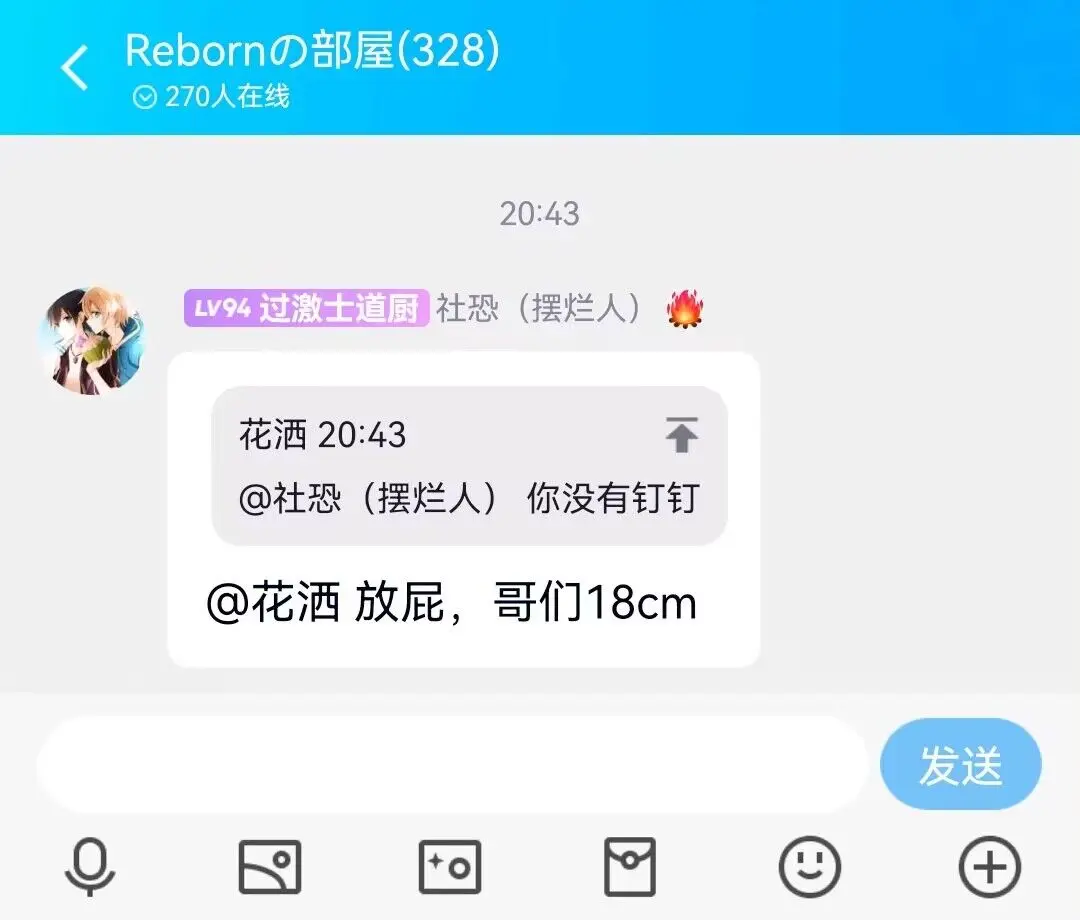 Rebornの部屋(328)
270人在线
20:43
LV94 过激士道厨 社恐（摆烂人）
花洒 20:43
@社恐（摆烂人） 你没有钉钉
@花洒 放屁，哥们18cm
发送